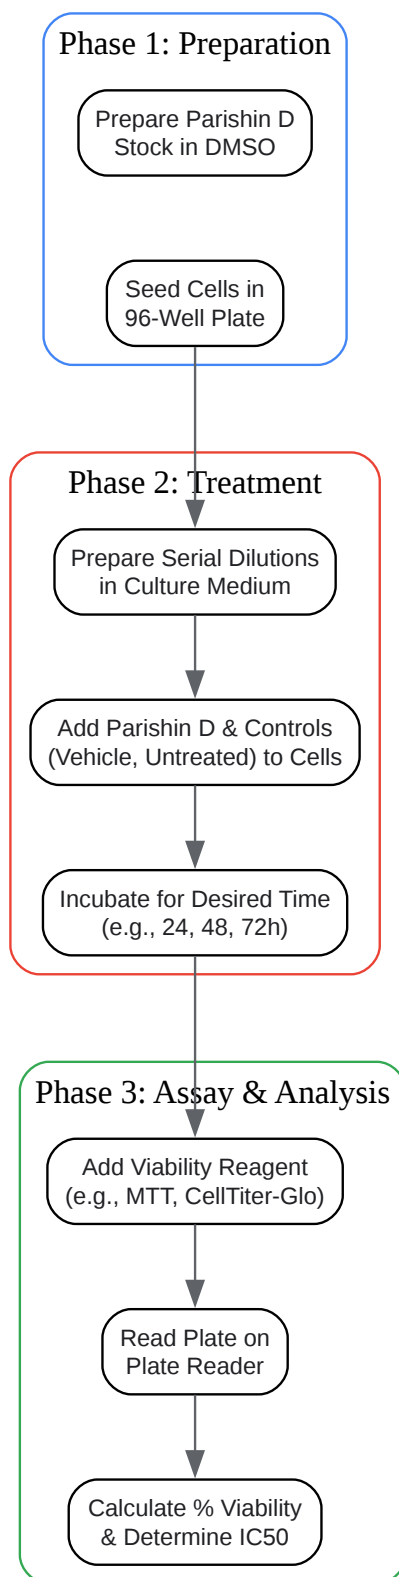 Phase 1: Preparation
Prepare Parishin D
Stock in DMSO
Seed Cells in
96-Well Plate
Phase 2: Treatment
Prepare Serial Dilutions
in Culture Medium
Add Parishin D & Controls
(Vehicle, Untreated) to Cells
Incubate for Desired Time
(e.g., 24, 48, 72h)
Phase 3: Assay & Analysis
Add Viability Reagent
(e.g., MTT, CellTiter-Glo)
Read Plate on
Plate Reader
Calculate % Viability
& Determine IC50